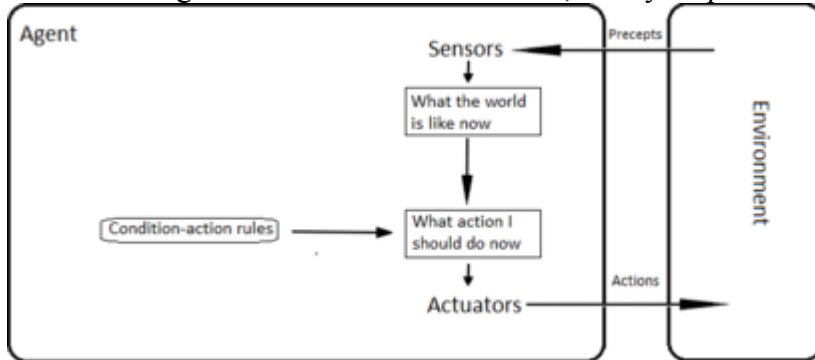 Agent
Sensors
Precepts
What the world
is like now
Environment
Condition-action rules
What action I
should do now
Actions
Actuators